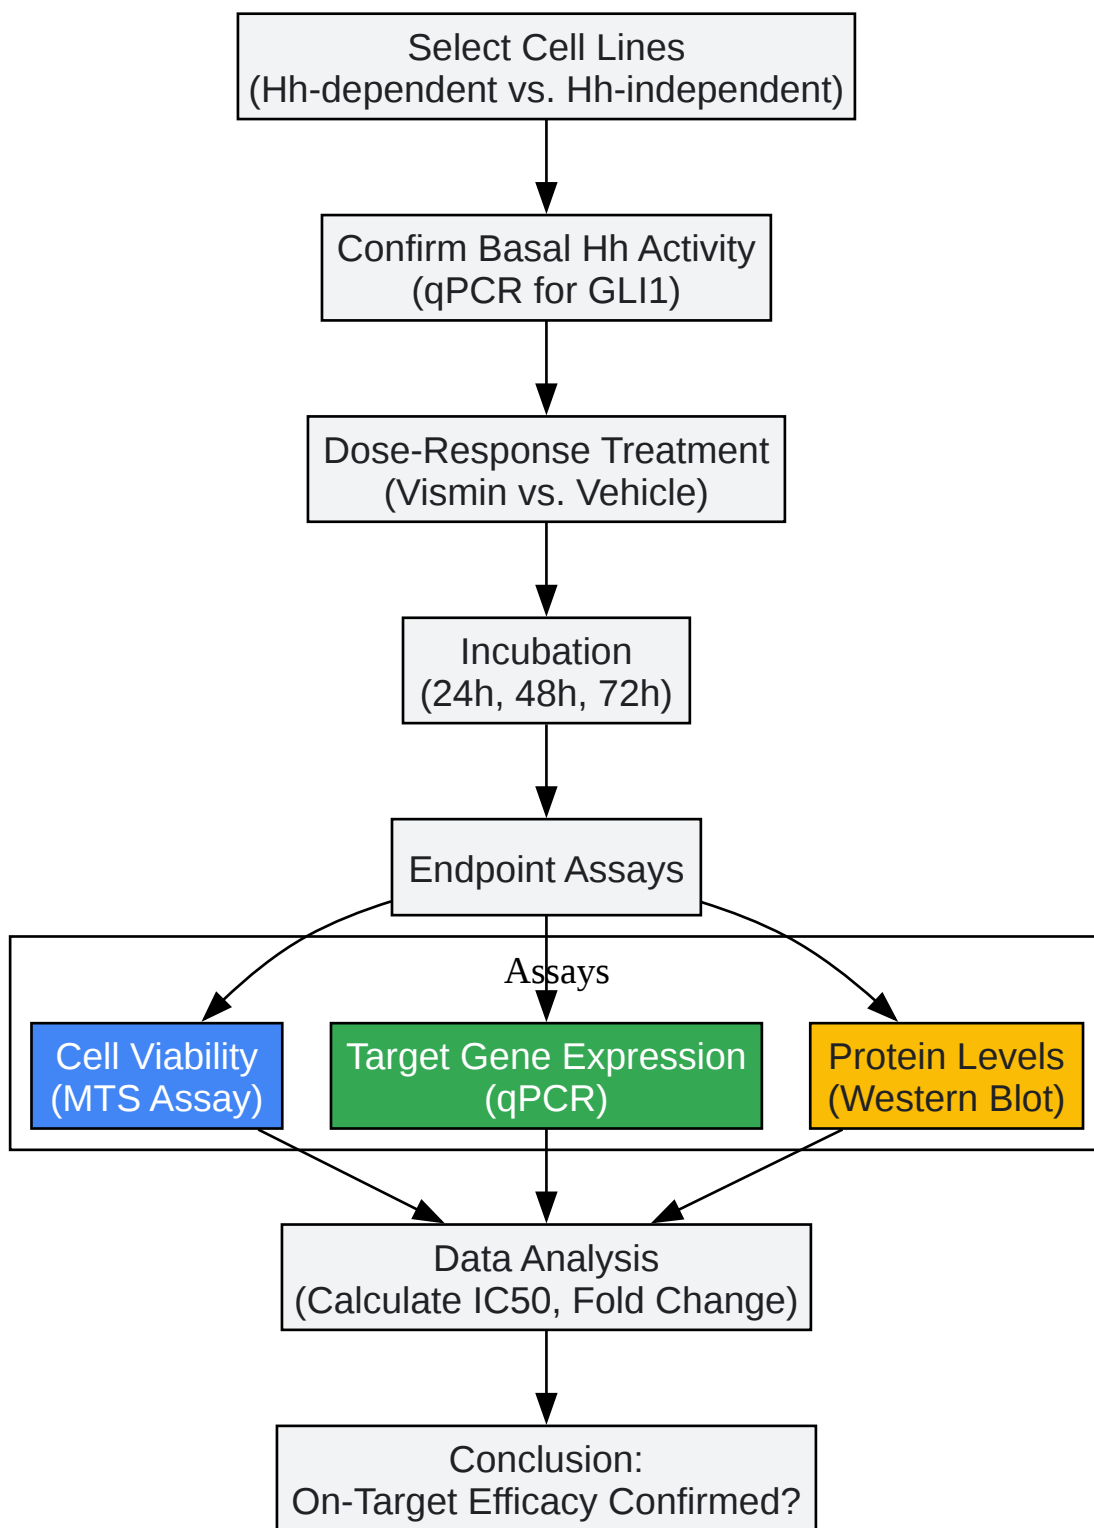 Select Cell Lines
(Hh-dependent vs. Hh-independent)
Confirm Basal Hh Activity
(qPCR for GLI1)
Dose-Response Treatment
(Vismin vs. Vehicle)
Incubation
(24h, 48h, 72h)
Endpoint Assays
Assays
Cell Viability
(MTS Assay)
Target Gene Expression
(qPCR)
Protein Levels
(Western Blot)
Data Analysis
(Calculate IC50, Fold Change)
Conclusion:
On-Target Efficacy Confirmed?